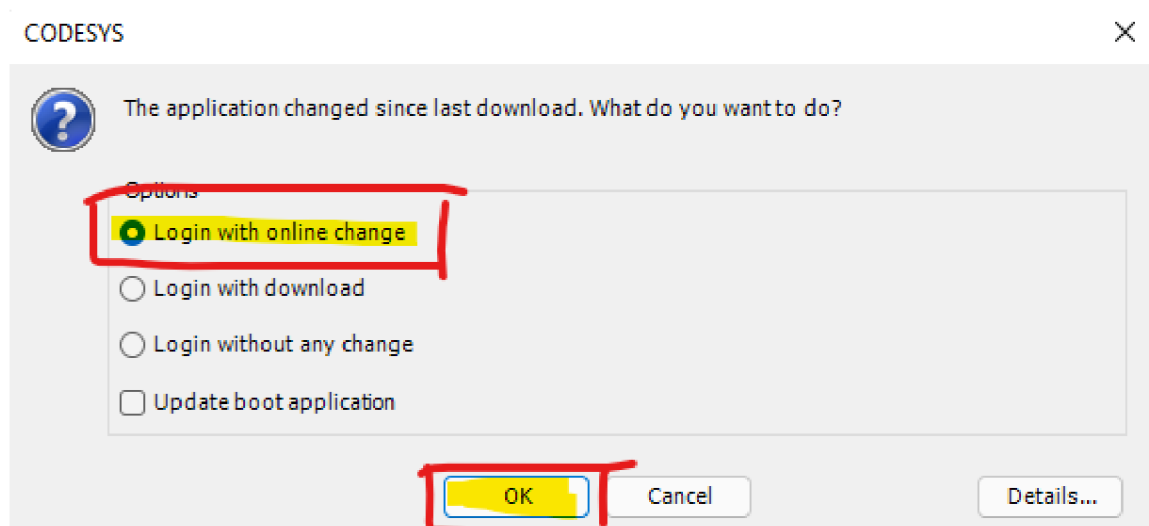 CODESYS
The application changed since last download. What do you want to do?
Options
Login with online change
Login with download
Login without any change
Update boot application
OK
Cancel
Details...